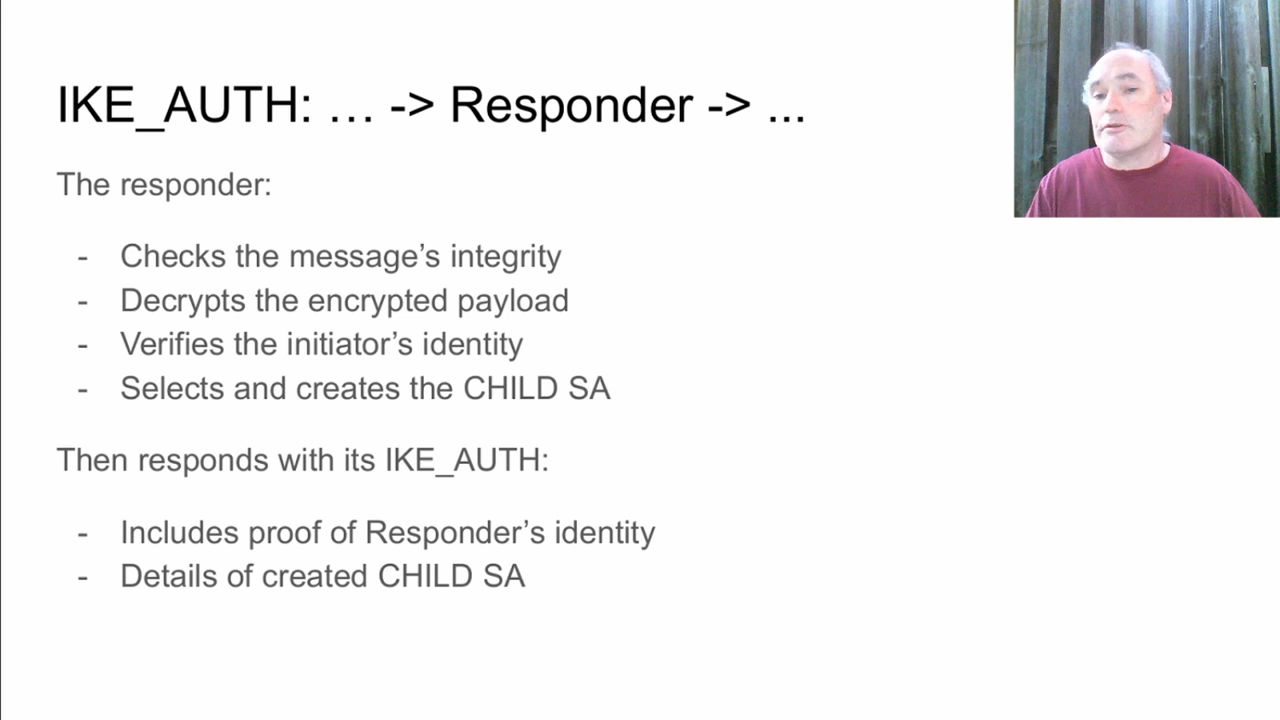 IKE_AUTH: … -> Responder -> ...
The responder:
- Checks the message’s integrity
- Decrypts the encrypted payload
- Verifies the initiator’s identity
- Selects and creates the CHILD SA
Then responds with its IKE_AUTH:
- Includes proof of Responder’s identity
- Details of created CHILD SA